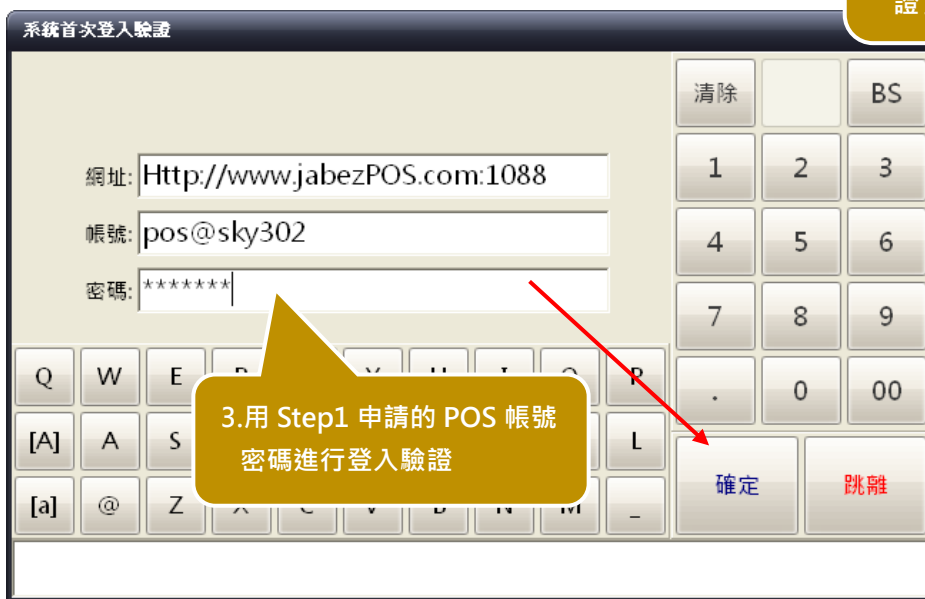 證
系統首次登入驗證
清除 BS
網址: Http://www.jabezPOS.com:1088
1 2 3
帳號: pos@sky302
4 5 6
密碼: *******
7 8 9
Q W E P
. 0 00
3.用 Step1 申請的 POS 帳號
密碼進行登入驗證
[A] A S L
確定 跳離
[a] @ Z X C V B N M _